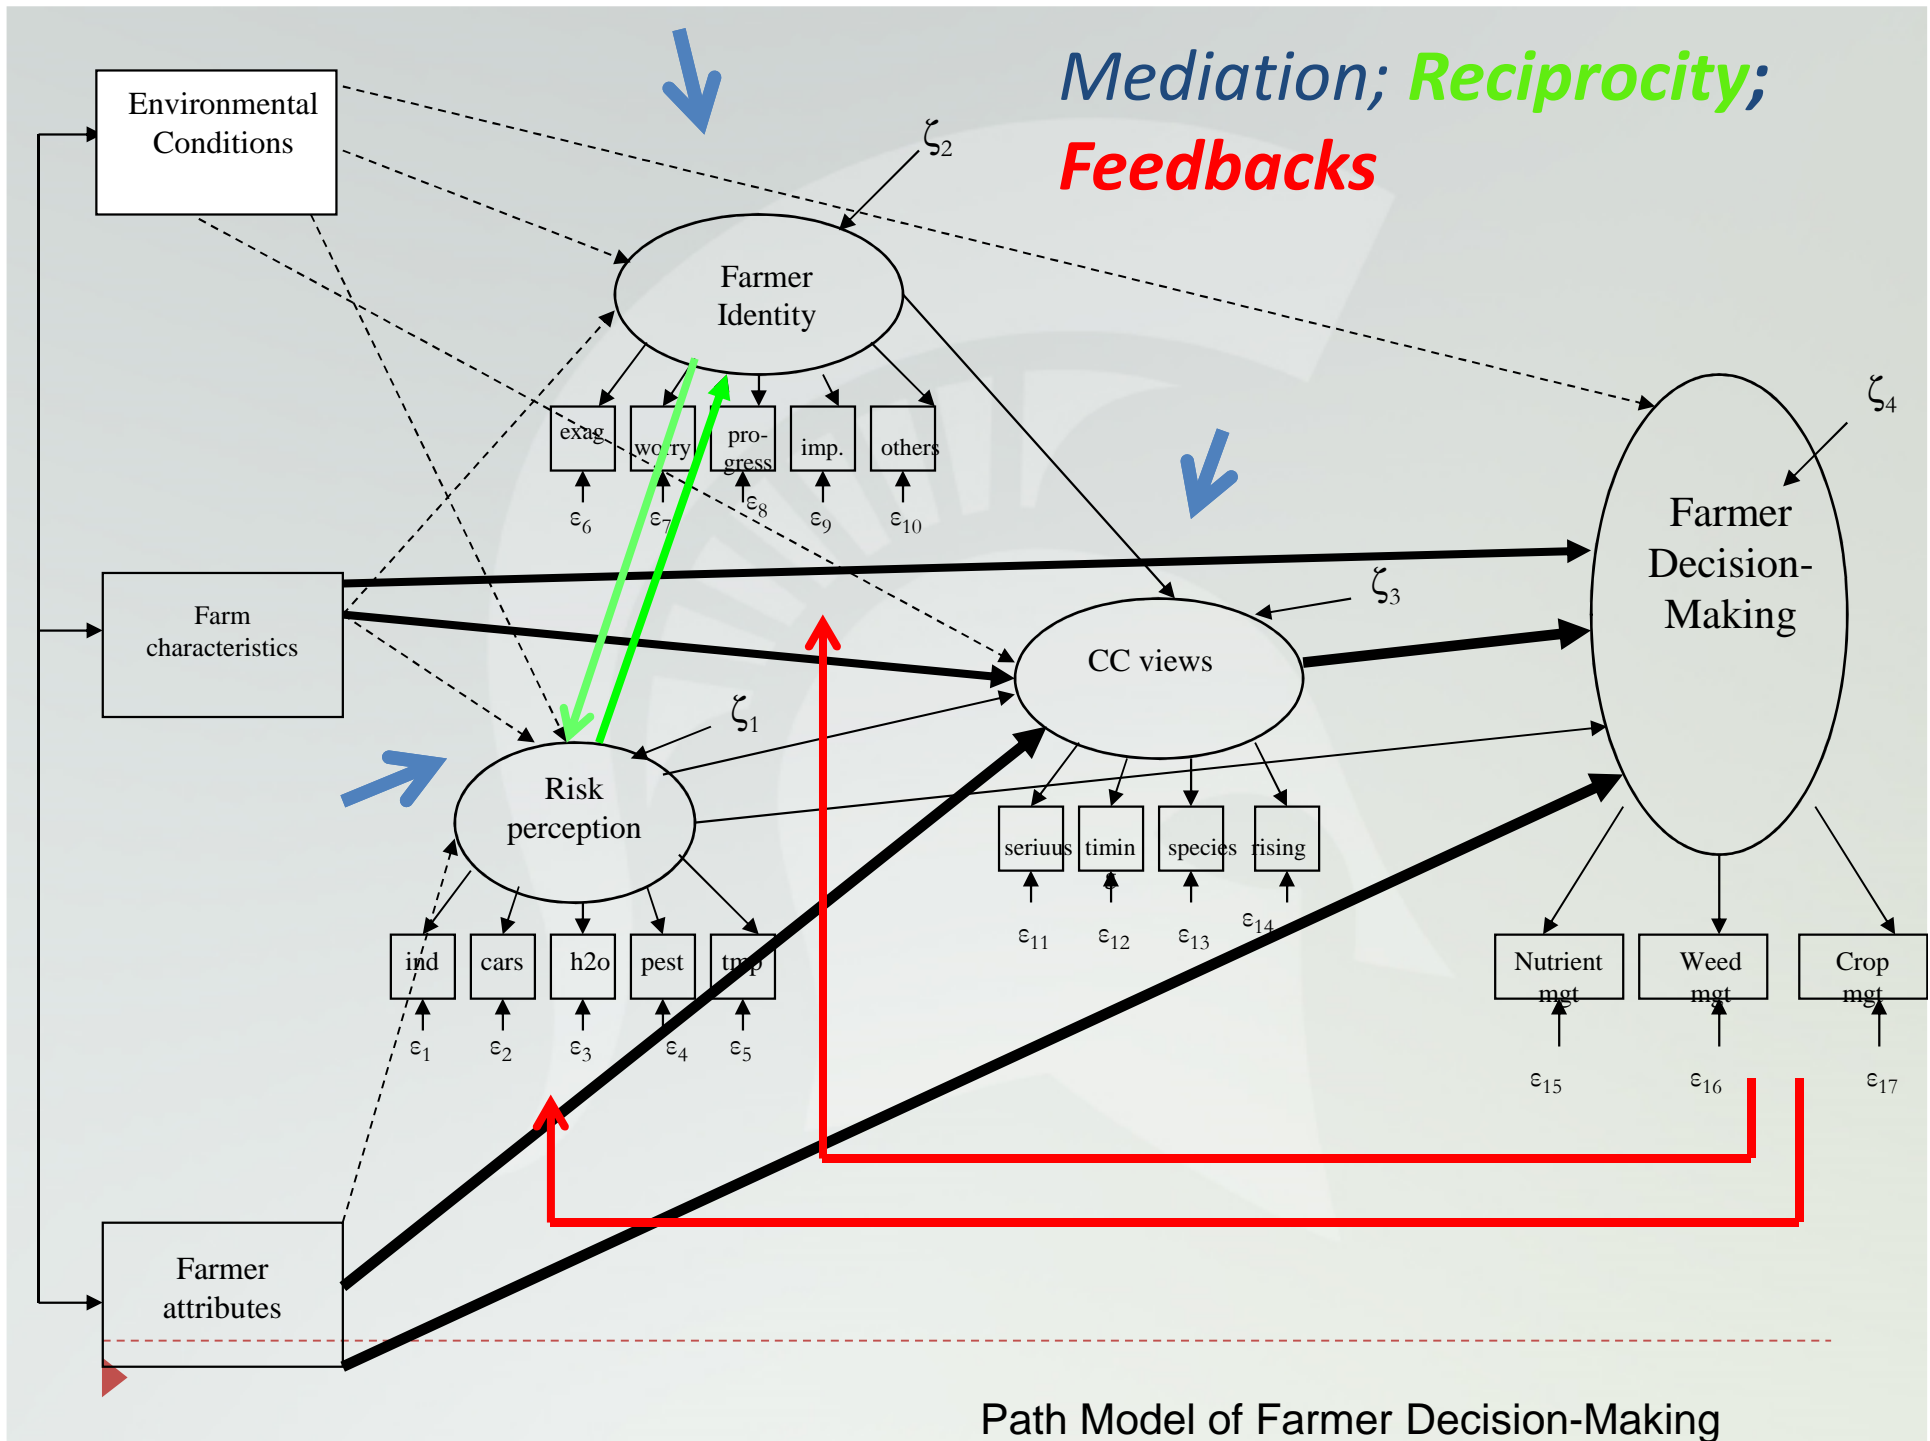 Mediation; Reciprocity;
Feedbacks
Environmental
Conditions
ζ2
Farmer
Identity
ζ4
exag
worry
pro-
gress
imp.
others
ε6
ε7
ε8
ε9
ε10
Farmer
Decision-
Making
Farm
characteristics
ζ3
CC views
ζ1
Risk
perception
seriuus
timin
g
species
rising
ε11
ε12
ε13
ε14
ind
cars
h2o
pest
tmp
ε1
ε2
ε3
ε4
ε5
Nutrient
mgt
Weed
mgt
Crop
mgt
ε15
ε16
ε17
Farmer
attributes
Path Model of Farmer Decision-Making